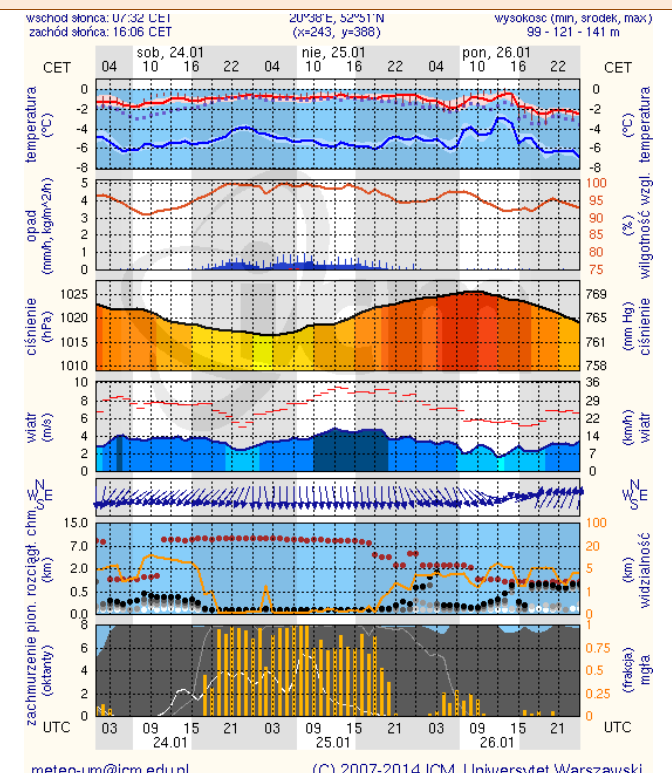 wschód słońca: 07:32 CET 20°38'E, 52°51'N wysokość (min, środek, max)
zachód słońca: 16:06 CET (x=243, y=388) 99 - 121 - 141 m
sob, 24.01 nie, 25.01 pon, 26.01
CET 04 10 16 22 04 10 16 22 04 10 16 22 CET
temperatura
(°C)
0
-2
-4
-6
-8
0
-2
-4
-6
-8
(°C)
temperatura
opad
(mm/h, kg/m^2/h)
5
4
3
2
1
0
100
95
90
85
80
75
(%)
wilgotność wzgl.
ciśnienie
(hPa)
1025
1020
1015
1010
769
765
761
758
(mm Hg)
ciśnienie
wiatr
(m/s)
10
8
6
4
2
0
36
29
22
14
7
0
(km/h)
wiatr
N
W E
S
N
W E
S
pion. rozciągł. chm.
(km)
15.0
7.0
2.0
0.5
0.0
100
20
5
1
0
(km)
widzialność
zachmurzenie
(oktanty)
8
6
4
2
0
1
0.75
0.5
0.25
0
(frakcja)
mgła
UTC 03 09 15 21 03 09 15 21 03 09 15 21 UTC
24.01 25.01 26.01
meteo-um@icm.edu.pl (C) 2007-2014 ICM, Uniwersytet Warszawski